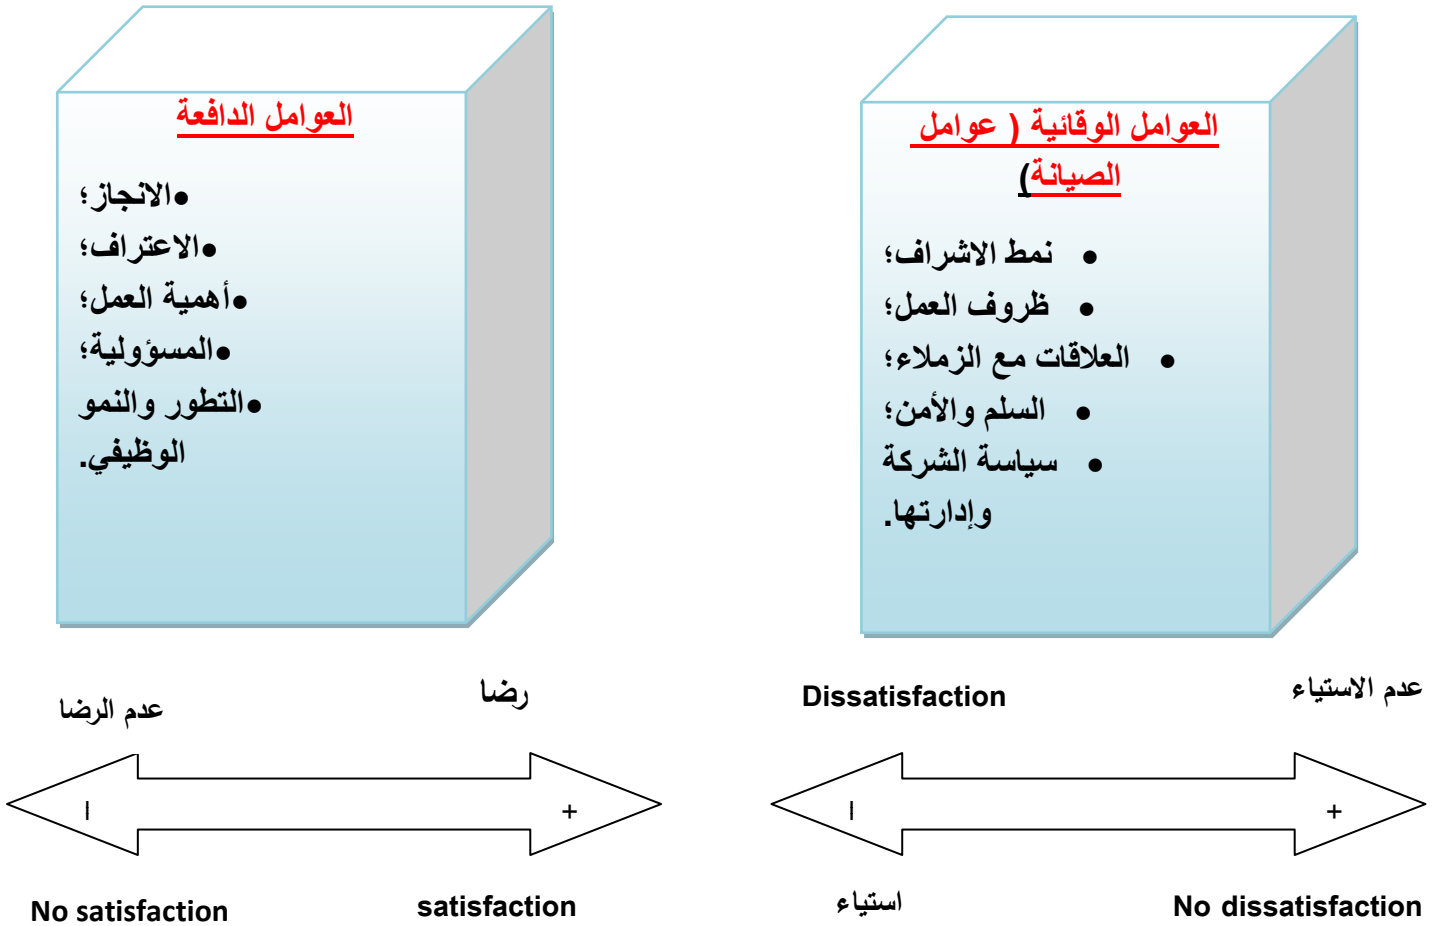 العوامل الوقائية ( عوامل
الصيانة)
● نمط الاشراف؛
● ظروف العمل؛
● العلاقات مع الزملاء؛
● السلم والأمن؛
● سياسة الشركة
وإدارتها.
العوامل الدافعة
●الانجاز؛
●الاعتراف؛
●أهمية العمل؛
●المسؤولية؛
●التطور والنمو
الوظيفي.
عدم الاستياء
Dissatisfaction
رضا
عدم الرضا
+
ا
+
ا
No dissatisfaction
استياء
satisfaction
No satisfaction